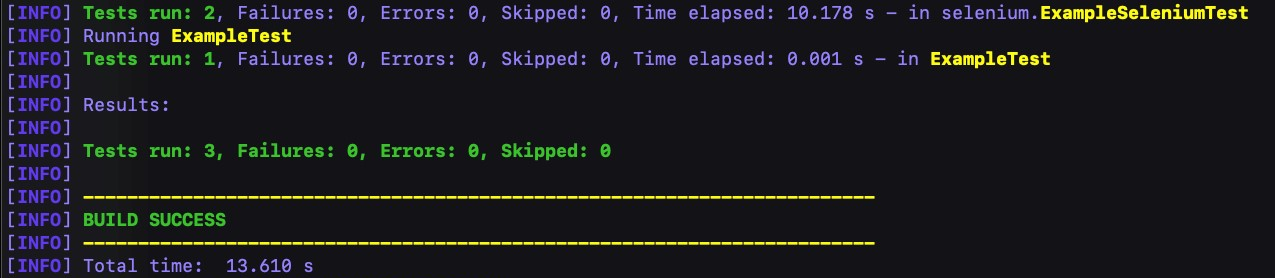 [INFO] Tests run: 2, Failures: 0, Errors: 0, Skipped: 0, Time elapsed: 10.178 s – in selenium.ExampleSeleniumTest
[INFO] Running ExampleTest
[INFO] Tests run: 1, Failures: 0, Errors: 0, Skipped: 0, Time elapsed: 0.001 s – in ExampleTest
[INFO]
[INFO] Results:
[INFO]
[INFO] Tests run: 3, Failures: 0, Errors: 0, Skipped: 0
[INFO]
[INFO] ------------------------------------------------------------------------
[INFO] BUILD SUCCESS
[INFO] ------------------------------------------------------------------------
[INFO] Total time:  13.610 s